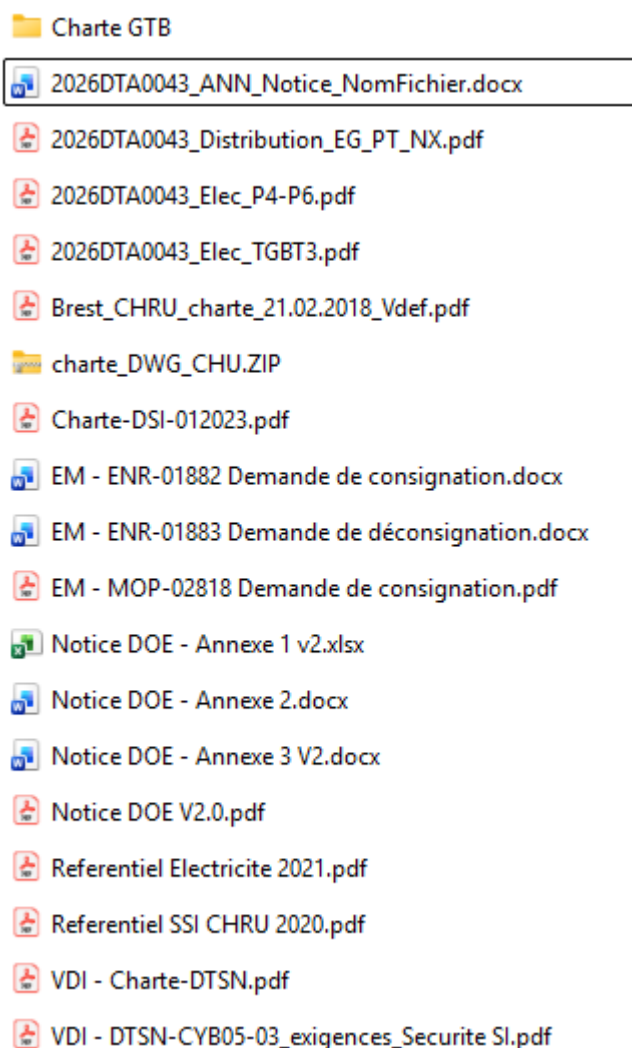 Charte GTB
2026DTA0043_ANN_Notice_NomFichier.docx
2026DTA0043_Distribution_EG_PT_NX.pdf
2026DTA0043_Elec_P4-P6.pdf
2026DTA0043_Elec_TGBT3.pdf
Brest_CHRU_charte_21.02.2018_Vdef.pdf
charte_DWG_CHU.ZIP
Charte-DSI-012023.pdf
EM - ENR-01882 Demande de consignation.docx
EM - ENR-01883 Demande de déconsignation.docx
EM - MOP-02818 Demande de consignation.pdf
Notice DOE - Annexe 1 v2.xlsx
Notice DOE - Annexe 2.docx
Notice DOE - Annexe 3 V2.docx
Notice DOE V2.0.pdf
Referentiel Electricite 2021.pdf
Referentiel SSI CHRU 2020.pdf
VDI - Charte-DTSN.pdf
VDI - DTSN-CYB05-03_exigences_Securite SI.pdf